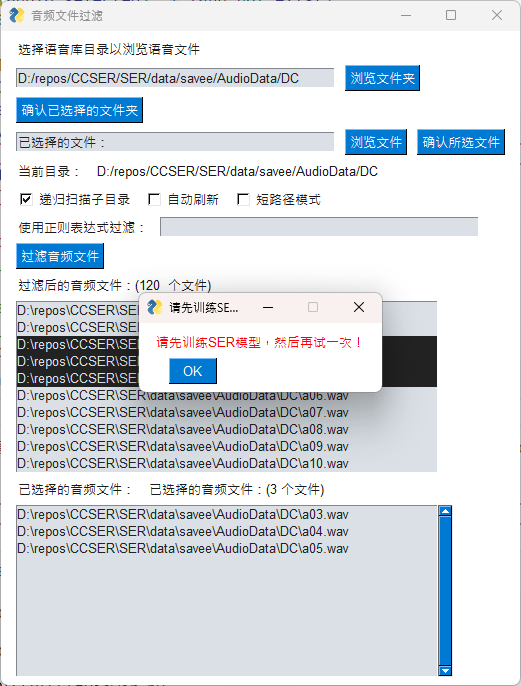 音频文件过滤
选择语音库目录以浏览语音文件
D:/repos/CCSER/SER/data/savee/AudioData/DC 浏览文件夹
确认已选择的文件夹
已选择的文件： 浏览文件 确认所选文件
当前目录： D:/repos/CCSER/SER/data/savee/AudioData/DC
递归扫描子目录 自动刷新 短路径模式
使用正则表达式过滤：
过滤音频文件
过滤后的音频文件：(120 个文件)
请先训练SE...
请先训练SER模型，然后再试一次！
OK
D:\repos\CCSER\SER
D:\repos\CCSER\SER
D:\repos\CCSER\SER
D:\repos\CCSER\SER
D:\repos\CCSER\SER
D:\repos\CCSER\SER\data\savee\AudioData\DC\a06.wav
D:\repos\CCSER\SER\data\savee\AudioData\DC\a07.wav
D:\repos\CCSER\SER\data\savee\AudioData\DC\a08.wav
D:\repos\CCSER\SER\data\savee\AudioData\DC\a09.wav
D:\repos\CCSER\SER\data\savee\AudioData\DC\a10.wav
已选择的音频文件： 已选择的音频文件：(3 个文件)
D:\repos\CCSER\SER\data\savee\AudioData\DC\a03.wav
D:\repos\CCSER\SER\data\savee\AudioData\DC\a04.wav
D:\repos\CCSER\SER\data\savee\AudioData\DC\a05.wav